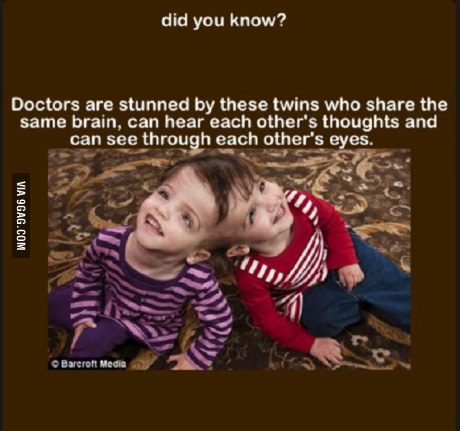 did you know?
Doctors are stunned by these twins who share the
same brain, can hear each other's thoughts and
can see through each other's eyes.
VIA 9GAG.COM
© Barcroft Media